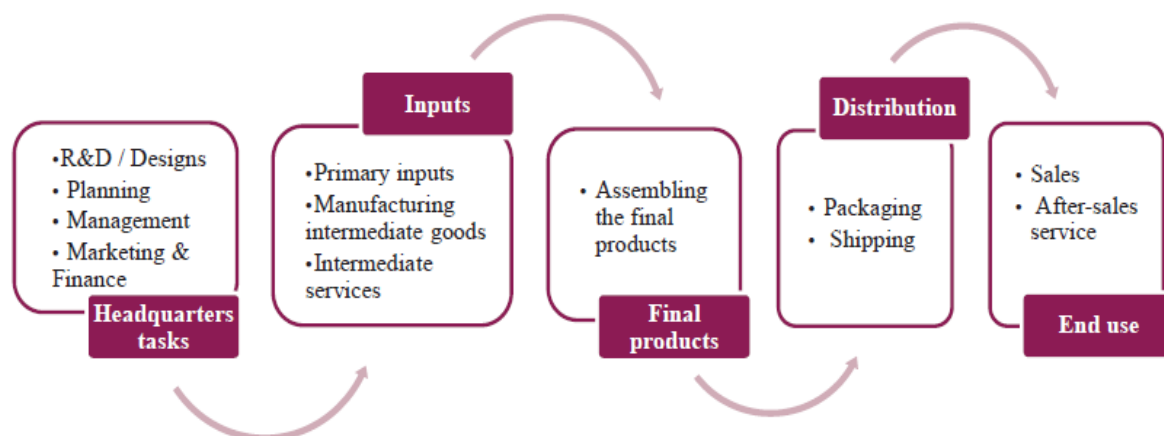 •R&D / Designs
• Planning
• Management
• Marketing &
Finance
Headquarters
tasks
Inputs
•Primary inputs
•Manufacturing
intermediate goods
•Intermediate
services
• Assembling
the final
products
Final
products
Distribution
• Packaging
• Shipping
• Sales
• After-sales
service
End use